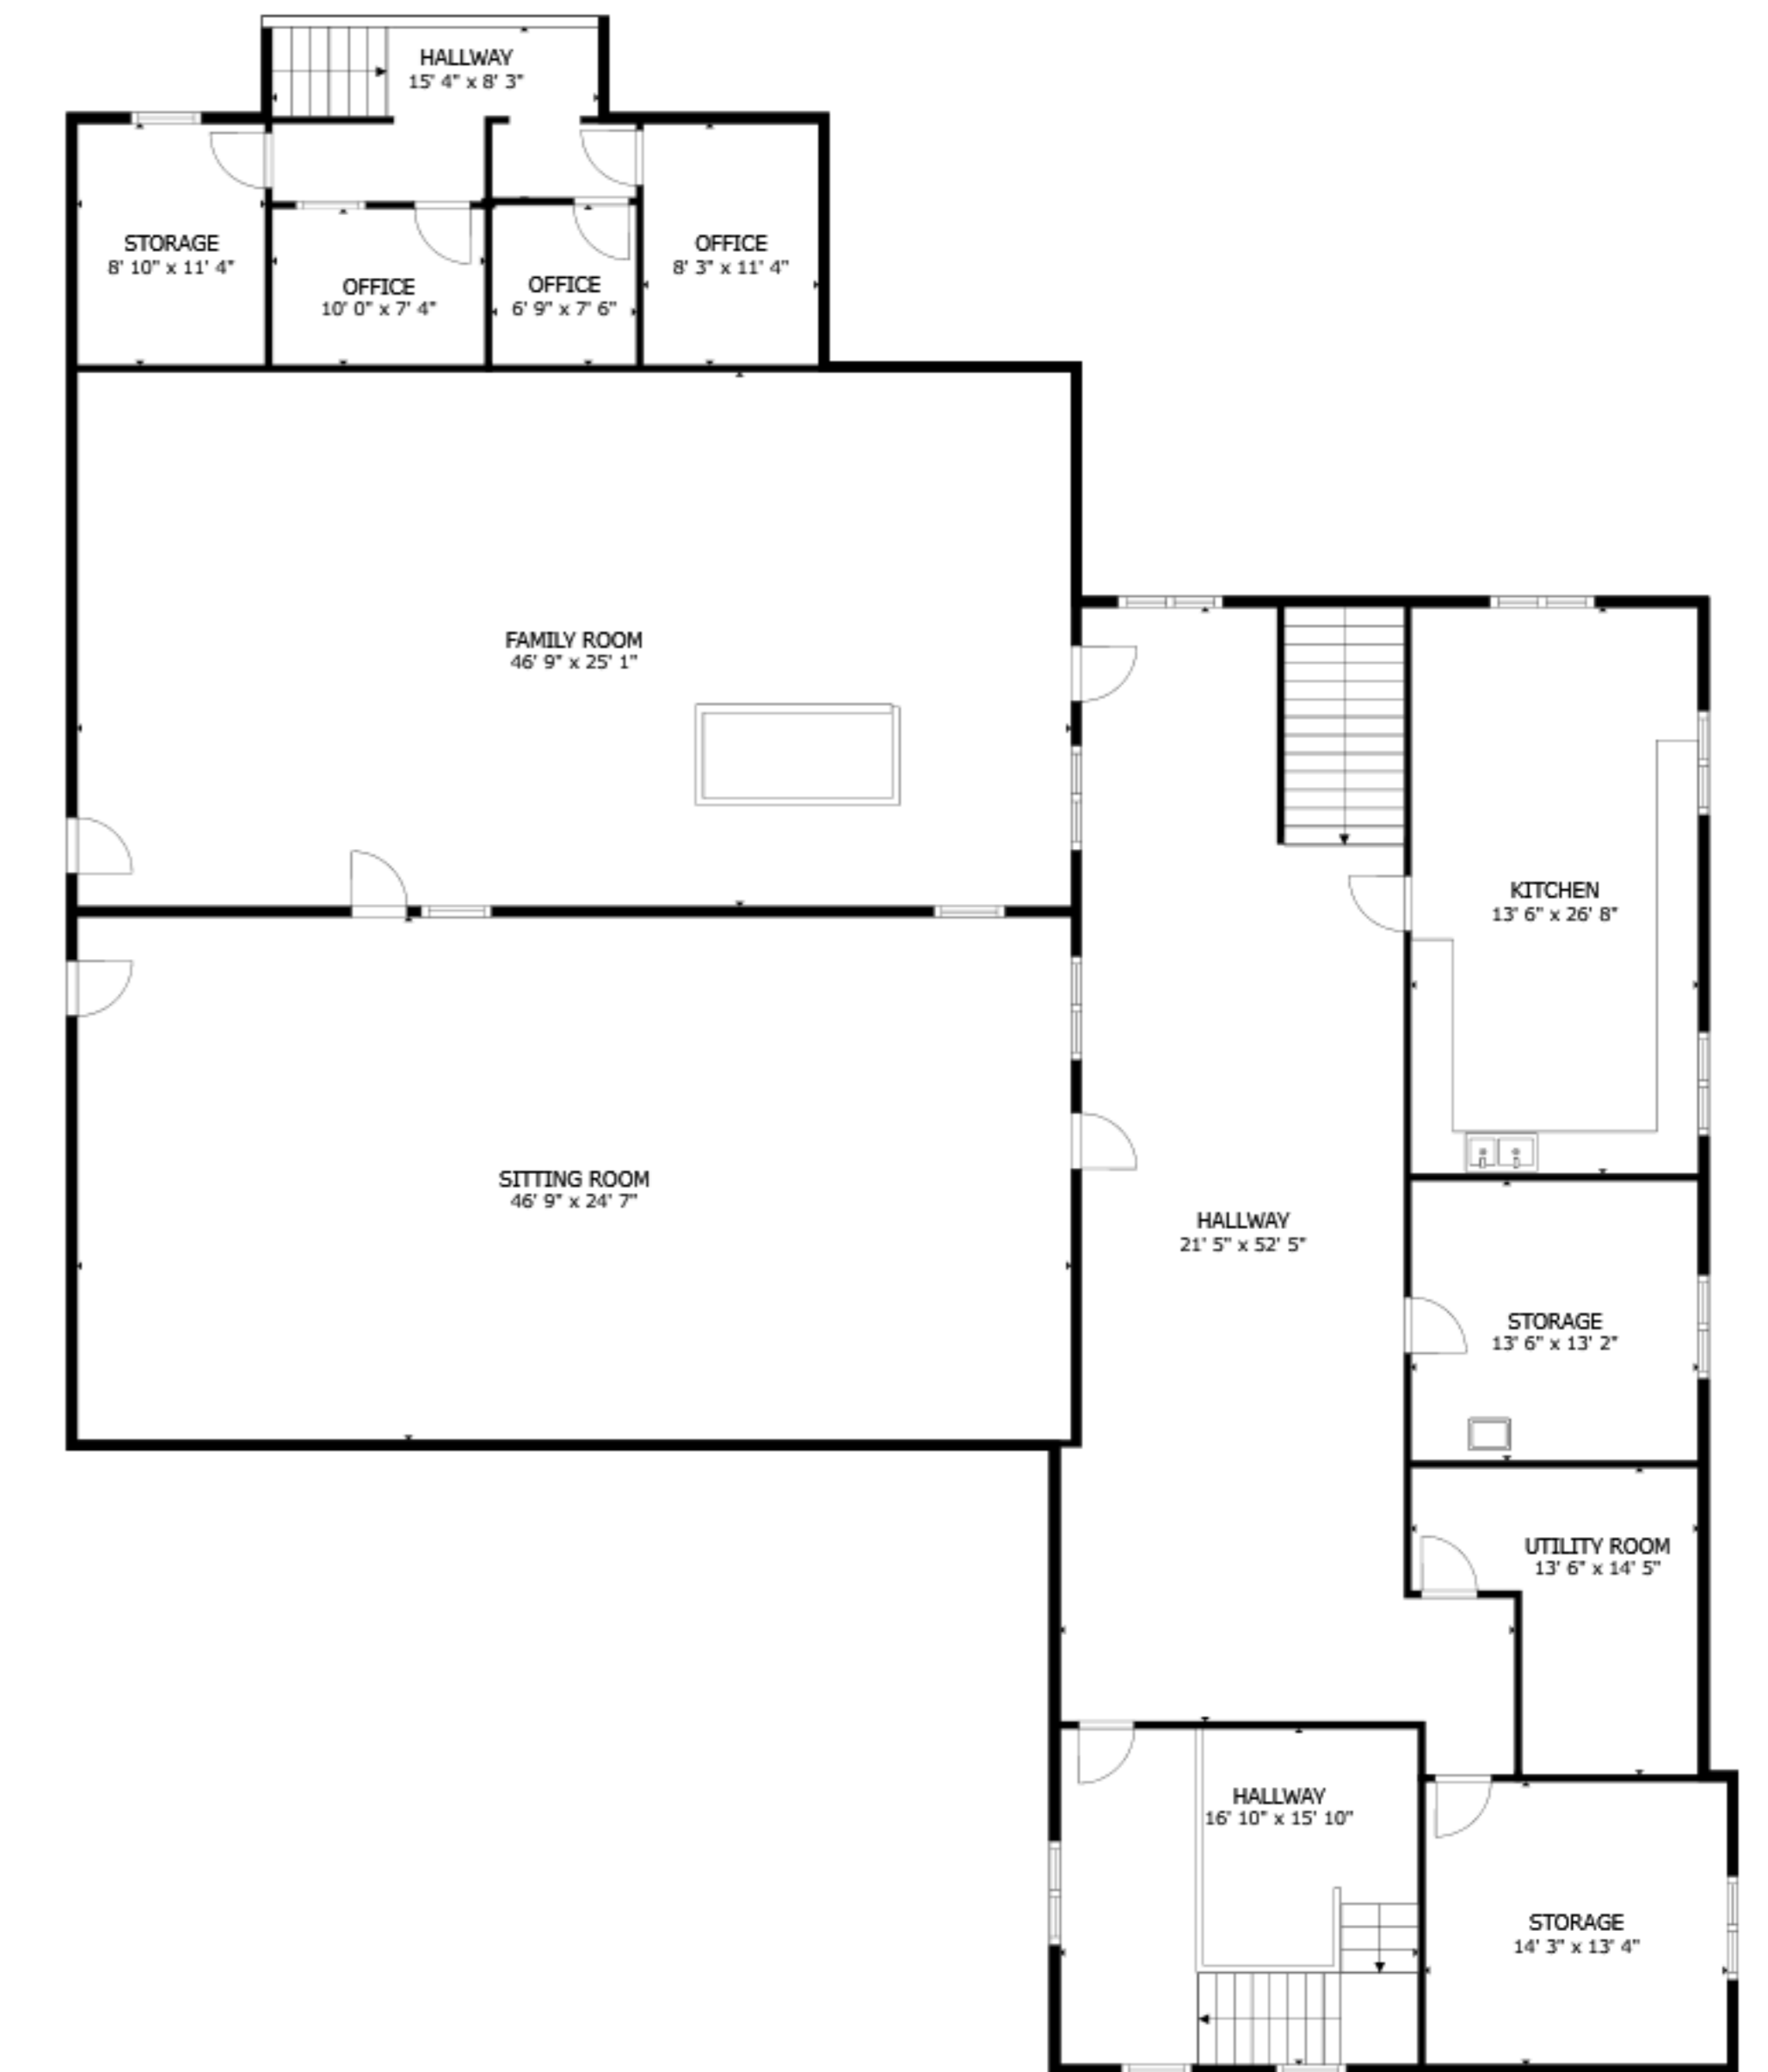 HALLWAY
15' 4" x 8' 3"
STORAGE
8' 10" x 11' 4"
OFFICE
10' 0" x 7' 4"
OFFICE
6' 9" x 7' 6"
OFFICE
8' 3" x 11' 4"
FAMILY ROOM
46' 9" x 25' 1"
KITCHEN
13' 6" x 26' 8"
SITTING ROOM
46' 9" x 24' 7"
HALLWAY
21' 5" x 52' 5"
STORAGE
13' 6" x 13' 2"
UTILITY ROOM
13' 6" x 14' 5"
HALLWAY
16' 10" x 15' 10"
STORAGE
14' 3" x 13' 4"